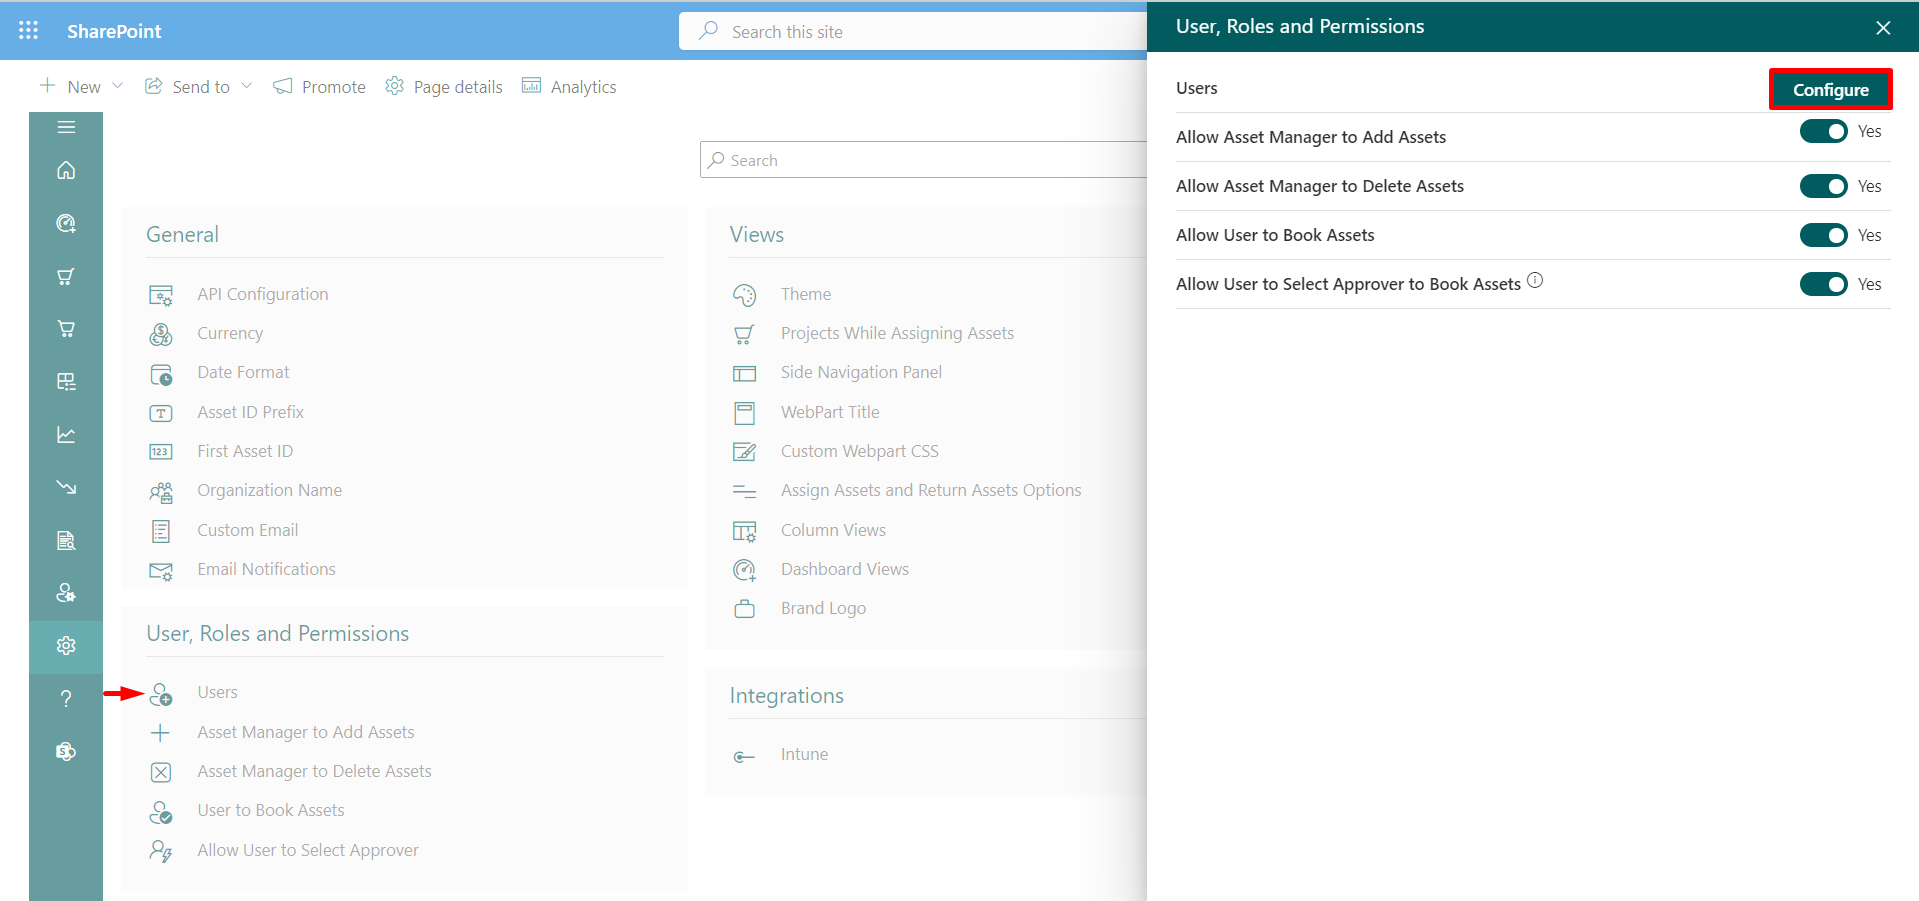 SharePoint
Search this site
New
Send to
Promote
Page details
Analytics
Search
General
API Configuration
Currency
Date Format
Asset ID Prefix
First Asset ID
Organization Name
Custom Email
Email Notifications
User, Roles and Permissions
Users
Asset Manager to Add Assets
Asset Manager to Delete Assets
User to Book Assets
Allow User to Select Approver
Views
Theme
Projects While Assigning Assets
Side Navigation Panel
WebPart Title
Custom Webpart CSS
Assign Assets and Return Assets Options
Column Views
Dashboard Views
Brand Logo
Integrations
Intune
User, Roles and Permissions
Users
Configure
Allow Asset Manager to Add Assets
Yes
Allow Asset Manager to Delete Assets
Yes
Allow User to Book Assets
Yes
Allow User to Select Approver to Book Assets
Yes